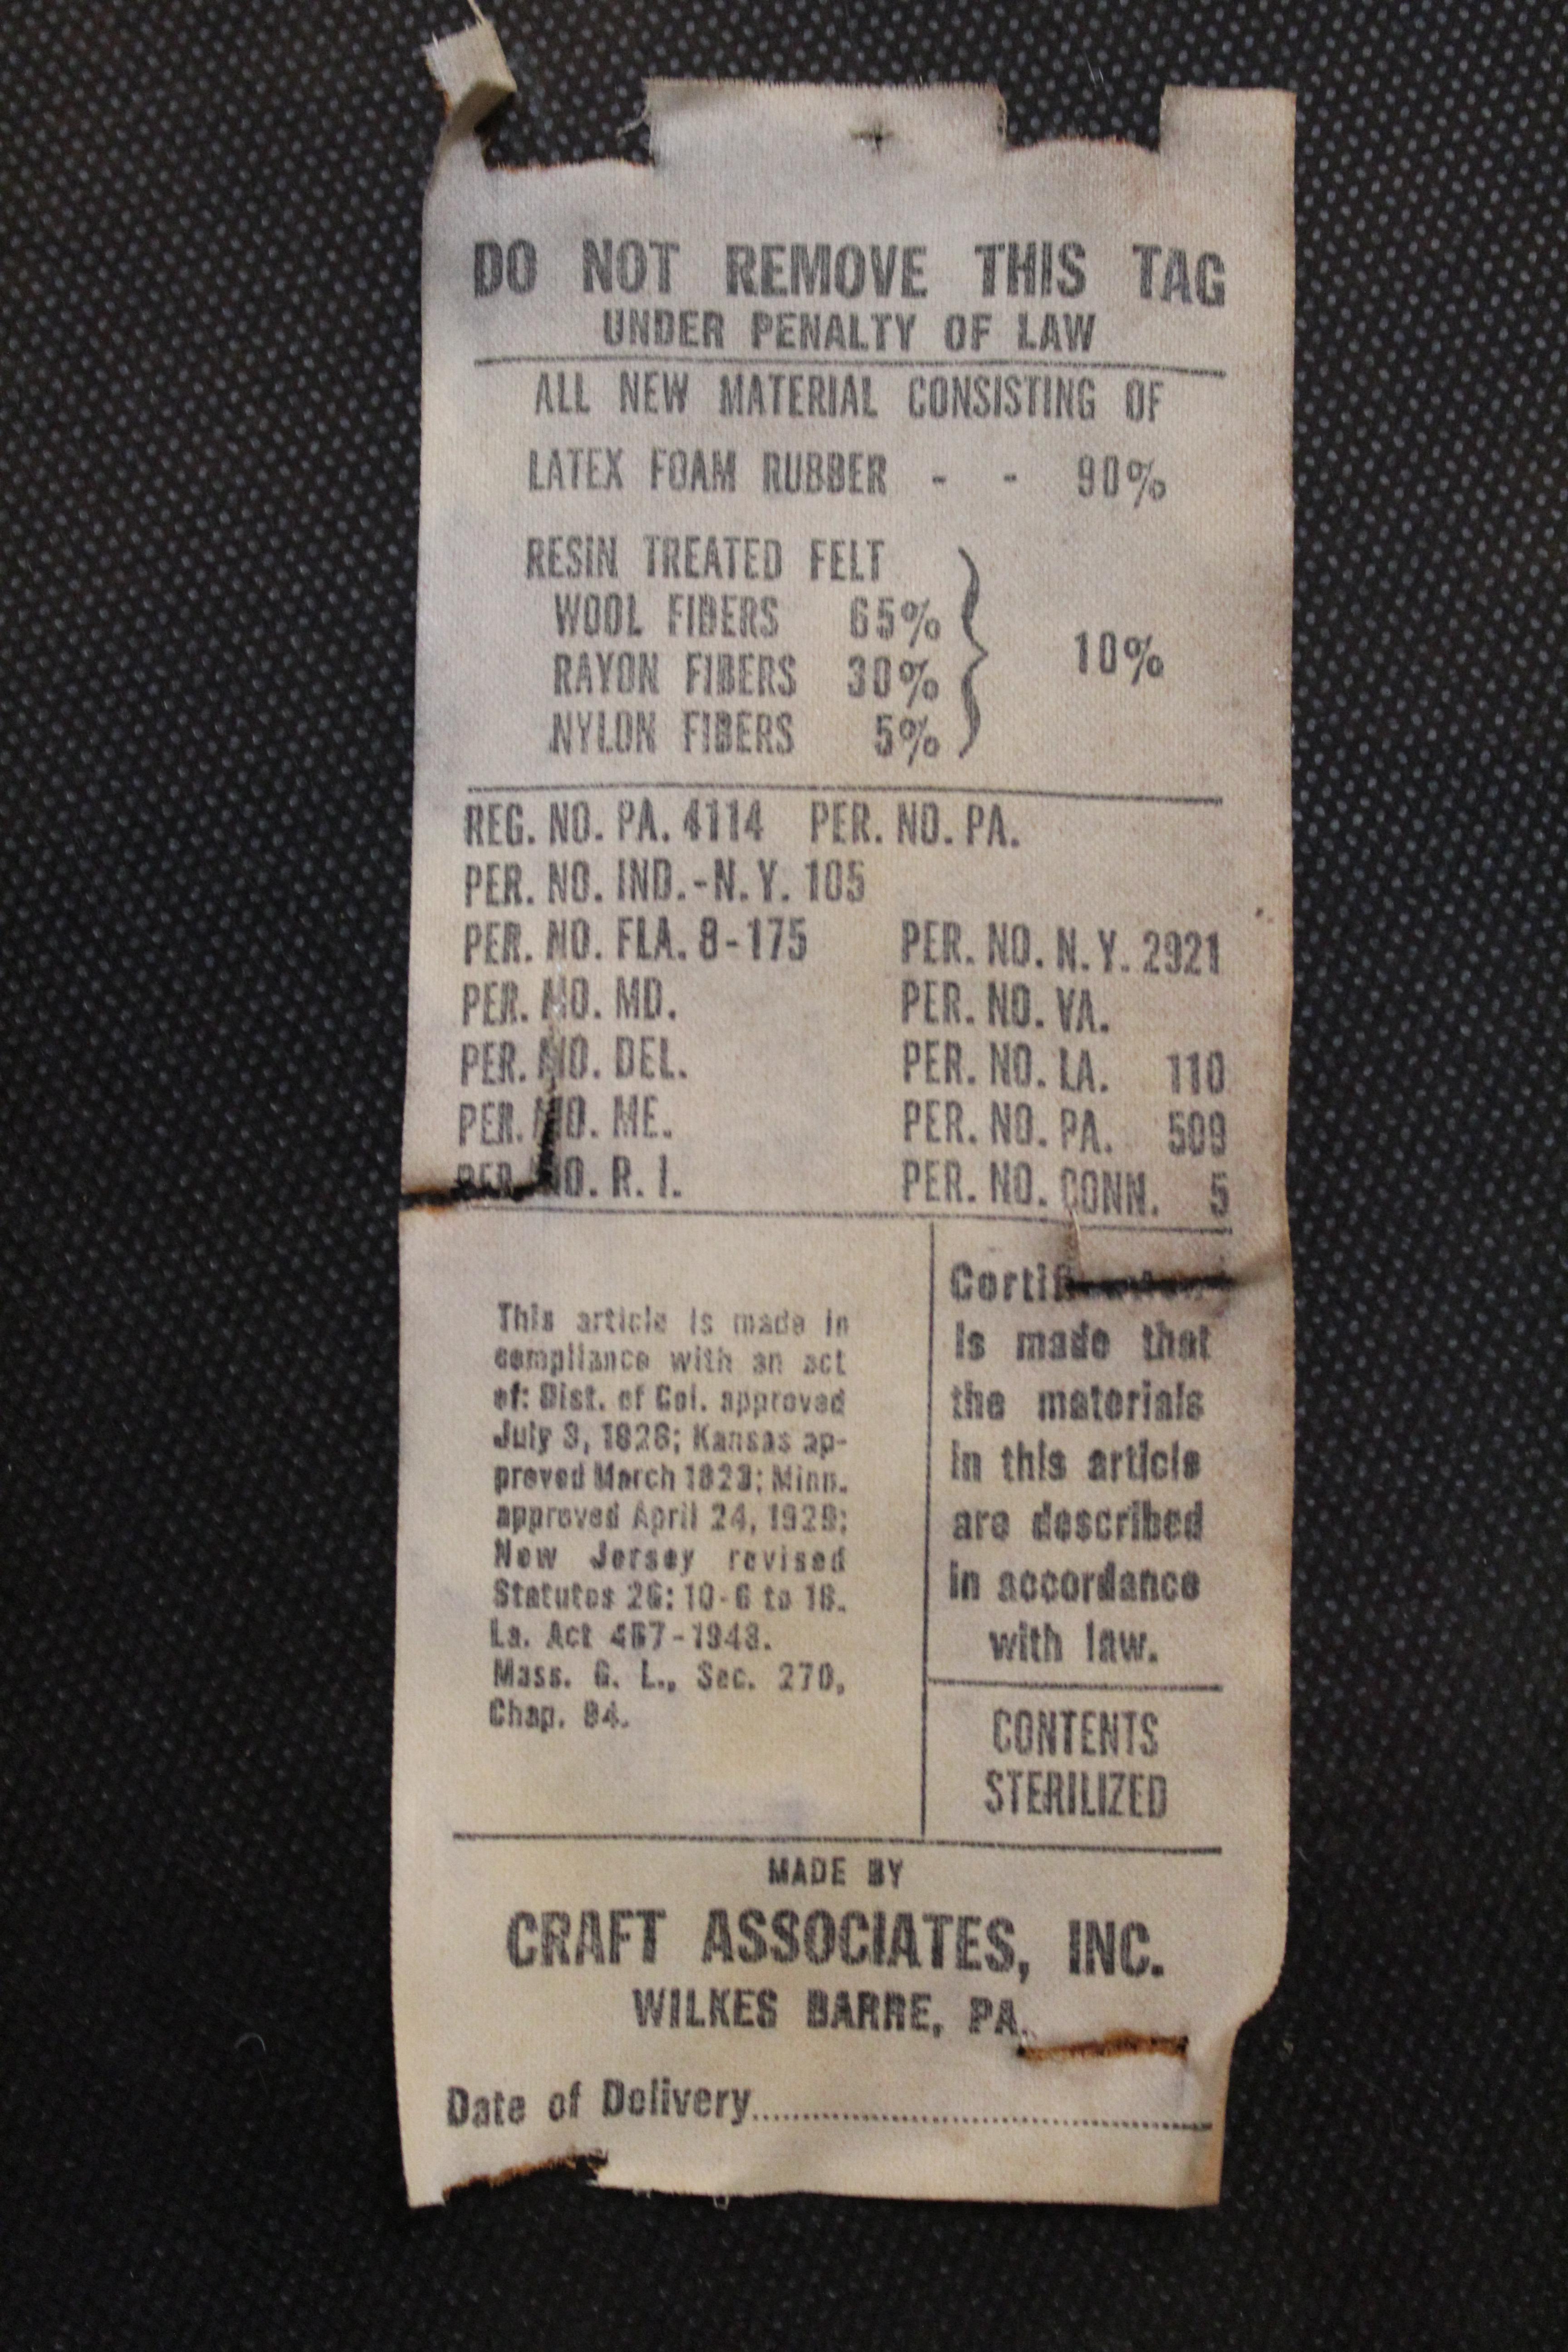 DO NOT REMOVE THIS TAG
UNDER PENALTY OF LAW
ALL NEW MATERIAL CONSISTING OF
LATEX FOAM RUBBER - - 90%
RESIN TREATED FELT
WOOL FIBERS 65%
RAYON FIBERS 30%
NYLON FIBERS 5%
10%
REG. NO. PA. 4114 PER. NO. PA.
PER. NO. IND.-N.Y. 105
PER. NO. FLA. 8-175 PER. NO. N.Y. 2921
PER. NO. MD. PER. NO. VA.
PER. NO. DEL. PER. NO. LA. 110
PER. NO. ME. PER. NO. PA. 509
PER. NO. R.I. PER. NO. CONN. 5
This article is made in
compliance with an act
of: Dist. of Col. approved
July 3, 1926; Kansas ap-
proved March 1923; Minn.
approved April 24, 1929;
New Jersey revised
Statutes 26: 10-6 to 18.
La. Act 467-1948.
Mass. G. L., Sec. 270,
Chap. 94.
is made that
the materials
in this article
are described
in accordance
with law.
CONTENTS
STERILIZED
MADE BY
CRAFT ASSOCIATES, INC.
WILKES BARRE, PA.
Date of Delivery